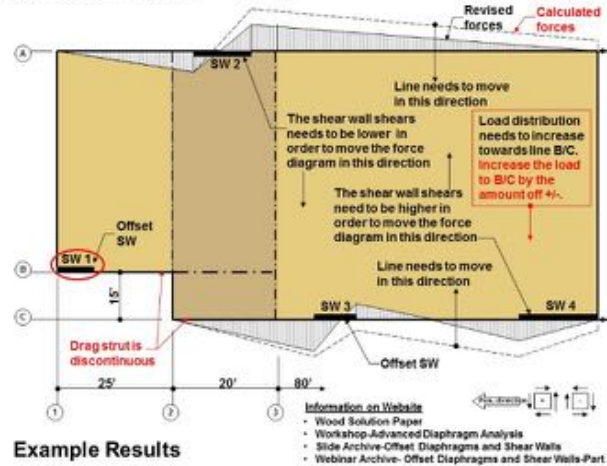 Revised
forces
Calculated
forces
A
SW 2
Line needs to move
in this direction
The shear wall shears
needs to be lower in
order to move the force
diagram in this direction
Load distribution
needs to increase
towards line B/C.
Increase the load
to B/C by the
amount off +/-.
The shear wall shears
need to be higher in
order to move the force
diagram in this direction
Offset
SW
SW 1
B
Line needs to move
in this direction
15'
SW 3
SW 4
C
Drag strut is
discontinuous
Offset SW
25'
20'
80'
1
2
3
Information on Website
• Wood Solution Paper
• Workshop-Advanced Diaphragm Analysis
• Slide Archive-Offset Diaphragms and Shear Walls
• Webinar Archive- Offset Diaphragms and Shear Walls-Part
Pos. direction
Example Results